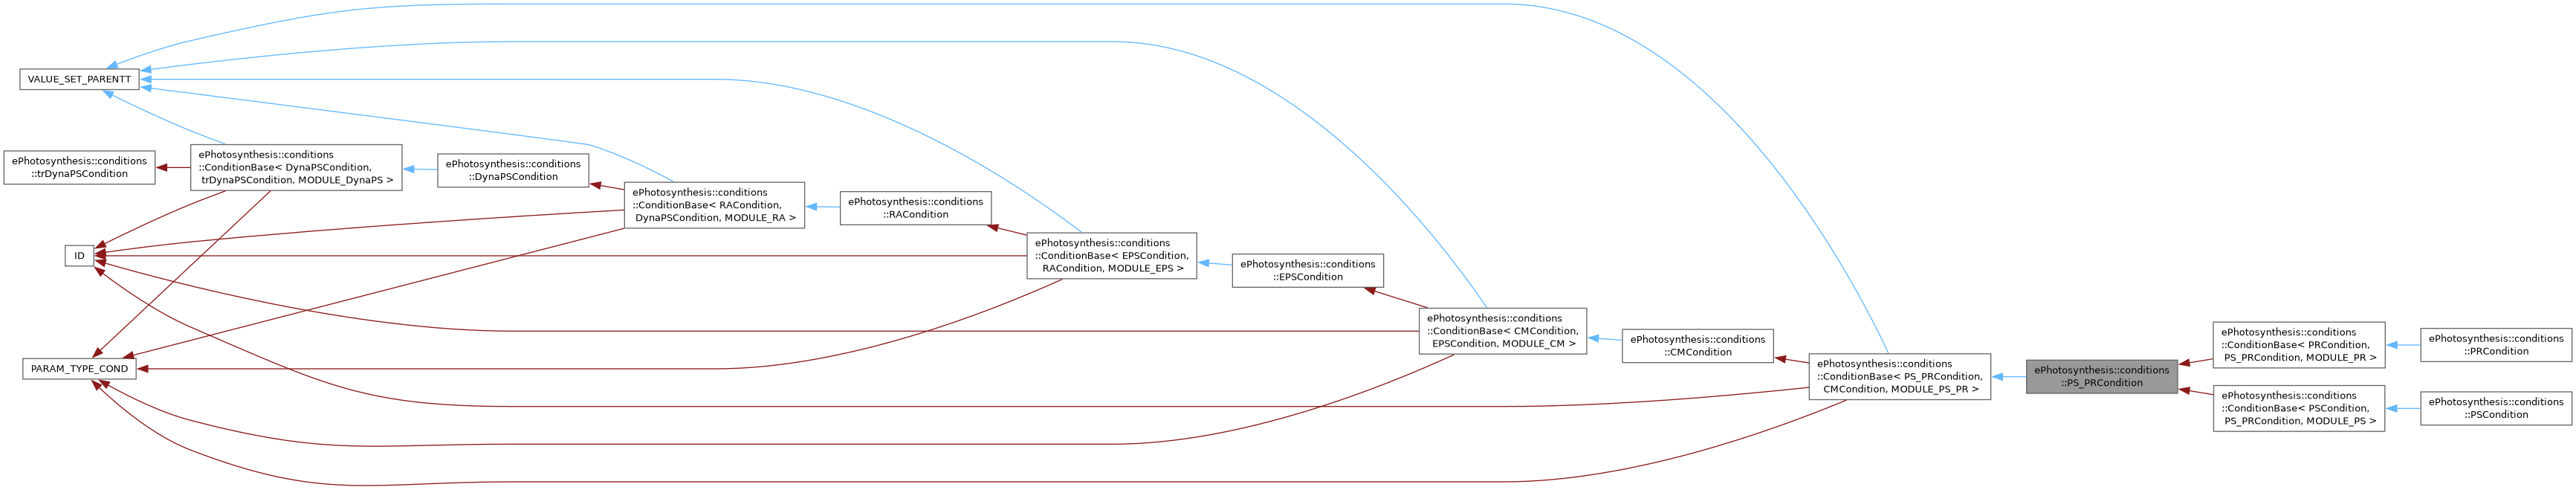 VALUE_SET_PARENTT
ePhotosynthesis::conditions
::trDynaPSCondition
ePhotosynthesis::conditions
::ConditionBase< DynaPSCondition,
trDynaPSCondition, MODULE_DynaPS >
ePhotosynthesis::conditions
::DynaPSCondition
ePhotosynthesis::conditions
::ConditionBase< RACondition,
DynaPSCondition, MODULE_RA >
ePhotosynthesis::conditions
::RACondition
ID
ePhotosynthesis::conditions
::ConditionBase< EPSCondition,
RACondition, MODULE_EPS >
ePhotosynthesis::conditions
::EPSCondition
ePhotosynthesis::conditions
::ConditionBase< CMCondition,
EPSCondition, MODULE_CM >
ePhotosynthesis::conditions
::CMCondition
PARAM_TYPE_COND
ePhotosynthesis::conditions
::ConditionBase< PS_PRCondition,
CMCondition, MODULE_PS_PR >
ePhotosynthesis::conditions
::PS_PRCondition
ePhotosynthesis::conditions
::ConditionBase< PRCondition,
PS_PRCondition, MODULE_PR >
ePhotosynthesis::conditions
::PRCondition
ePhotosynthesis::conditions
::ConditionBase< PSCondition,
PS_PRCondition, MODULE_PS >
ePhotosynthesis::conditions
::PSCondition